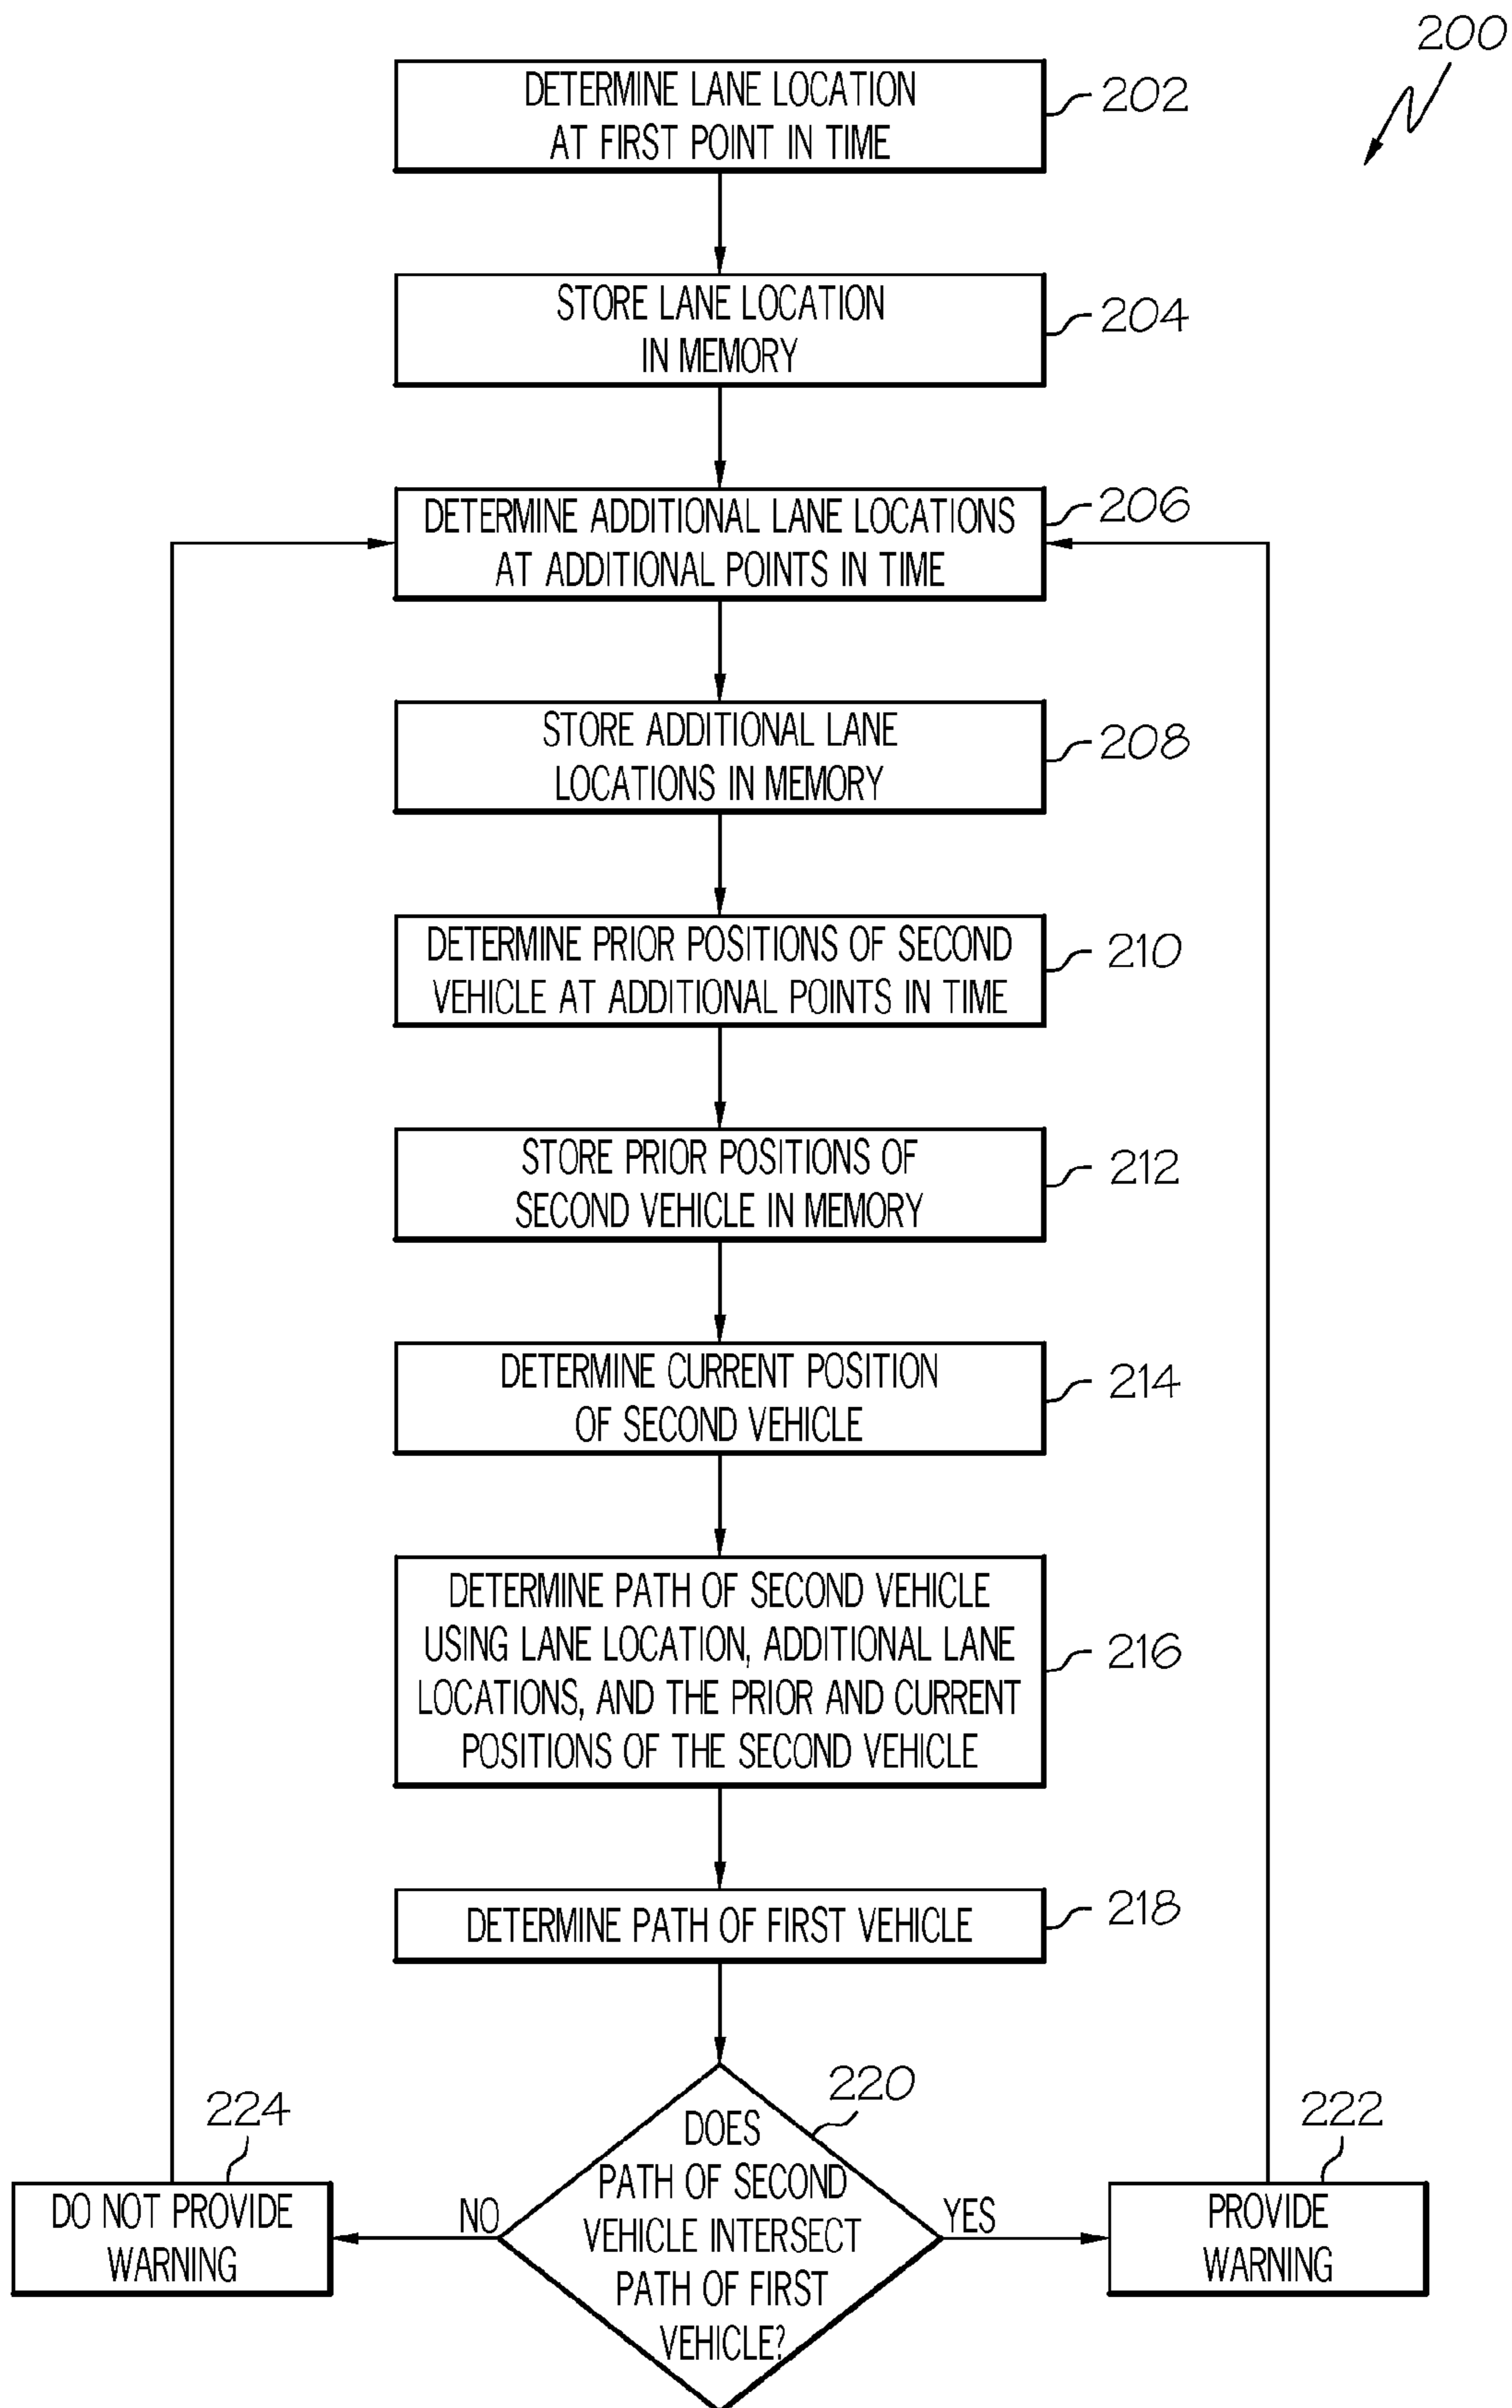 200
DETERMINE LANE LOCATION
AT FIRST POINT IN TIME
202
STORE LANE LOCATION
IN MEMORY
204
DETERMINE ADDITIONAL LANE LOCATIONS
AT ADDITIONAL POINTS IN TIME
206
STORE ADDITIONAL LANE
LOCATIONS IN MEMORY
208
DETERMINE PRIOR POSITIONS OF SECOND
VEHICLE AT ADDITIONAL POINTS IN TIME
210
STORE PRIOR POSITIONS OF
SECOND VEHICLE IN MEMORY
212
DETERMINE CURRENT POSITION
OF SECOND VEHICLE
214
DETERMINE PATH OF SECOND VEHICLE
USING LANE LOCATION, ADDITIONAL LANE
LOCATIONS, AND THE PRIOR AND CURRENT
POSITIONS OF THE SECOND VEHICLE
216
DETERMINE PATH OF FIRST VEHICLE
218
DOES
PATH OF SECOND
VEHICLE INTERSECT
PATH OF FIRST
VEHICLE?
220
NO
YES
224
DO NOT PROVIDE
WARNING
222
PROVIDE
WARNING